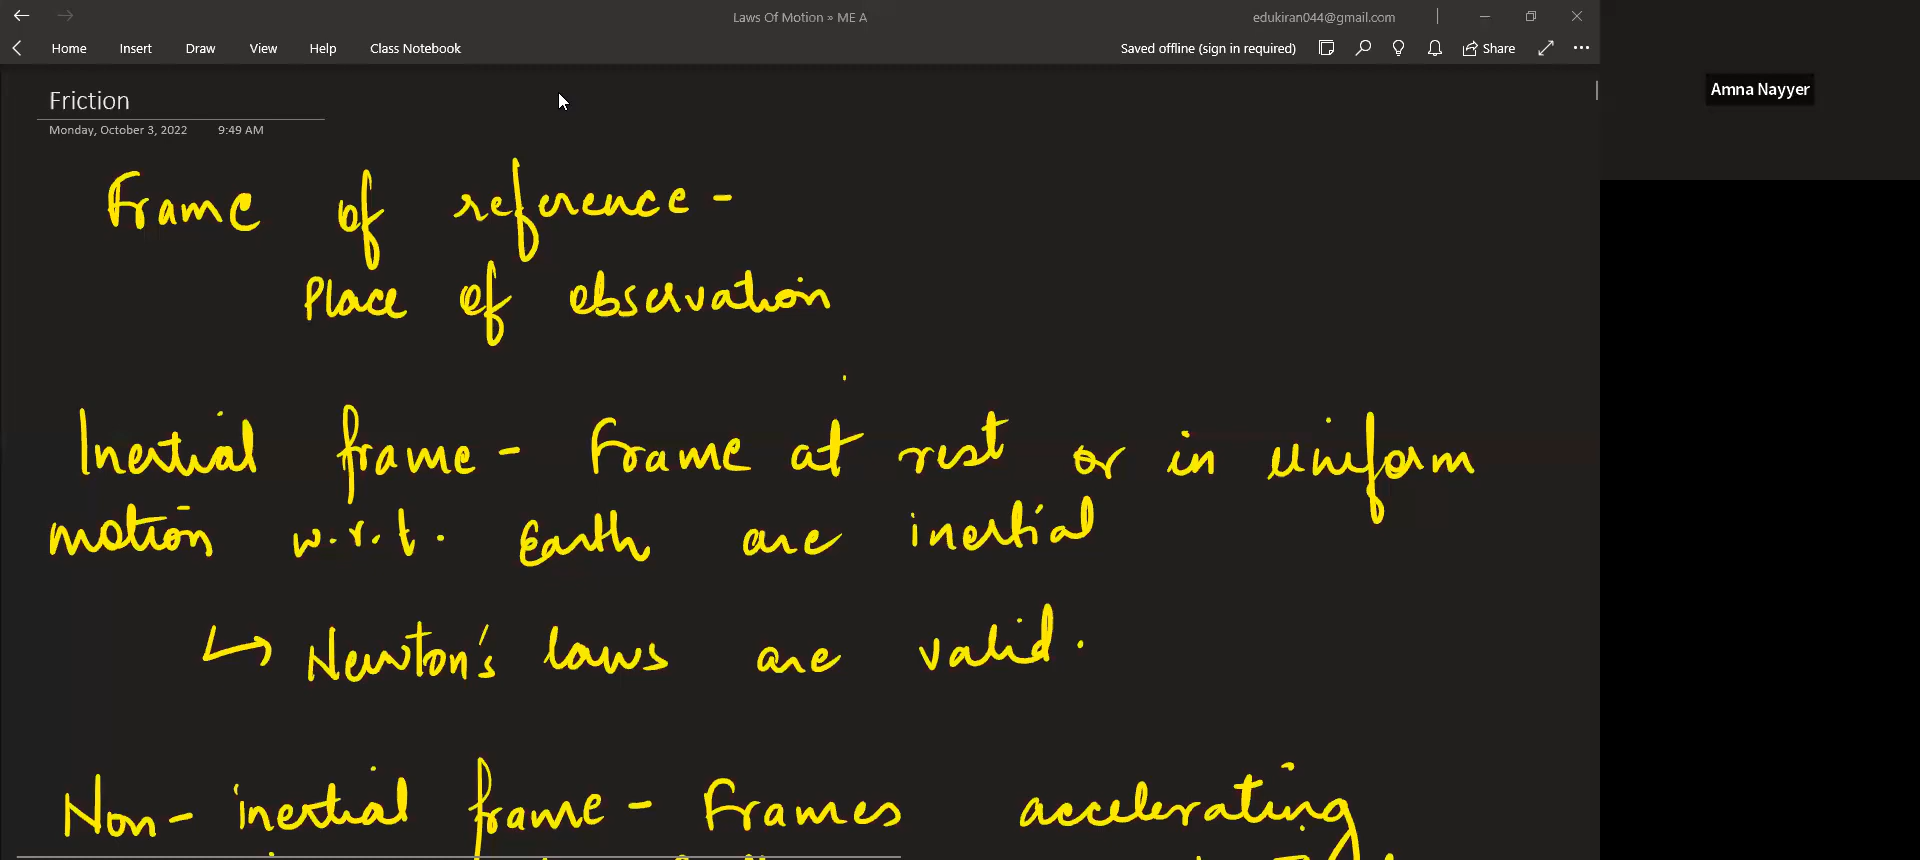 Laws Of Motion » ME A
edukiran044@gmail.com
Home Insert Draw View Help Class Notebook
Saved offline (sign in required)
Share
Amna Nayyer
Friction
Monday, October 3, 2022 9:49 AM
Frame of reference -
Place of observation
Inertial frame - Frame at rest or in uniform
motion w.r.t. Earth are inertial
↳ Newton's laws are valid.
Non-inertial frame - Frames accelerating